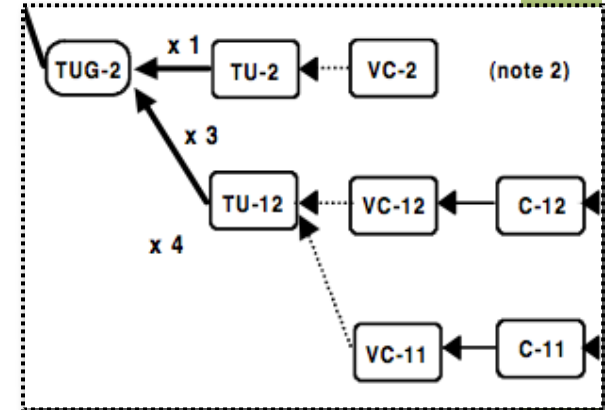 x 1
TUG-2 TU-2 VC-2 (note 2)
x 3
TU-12 VC-12 C-12
x 4
VC-11 C-11